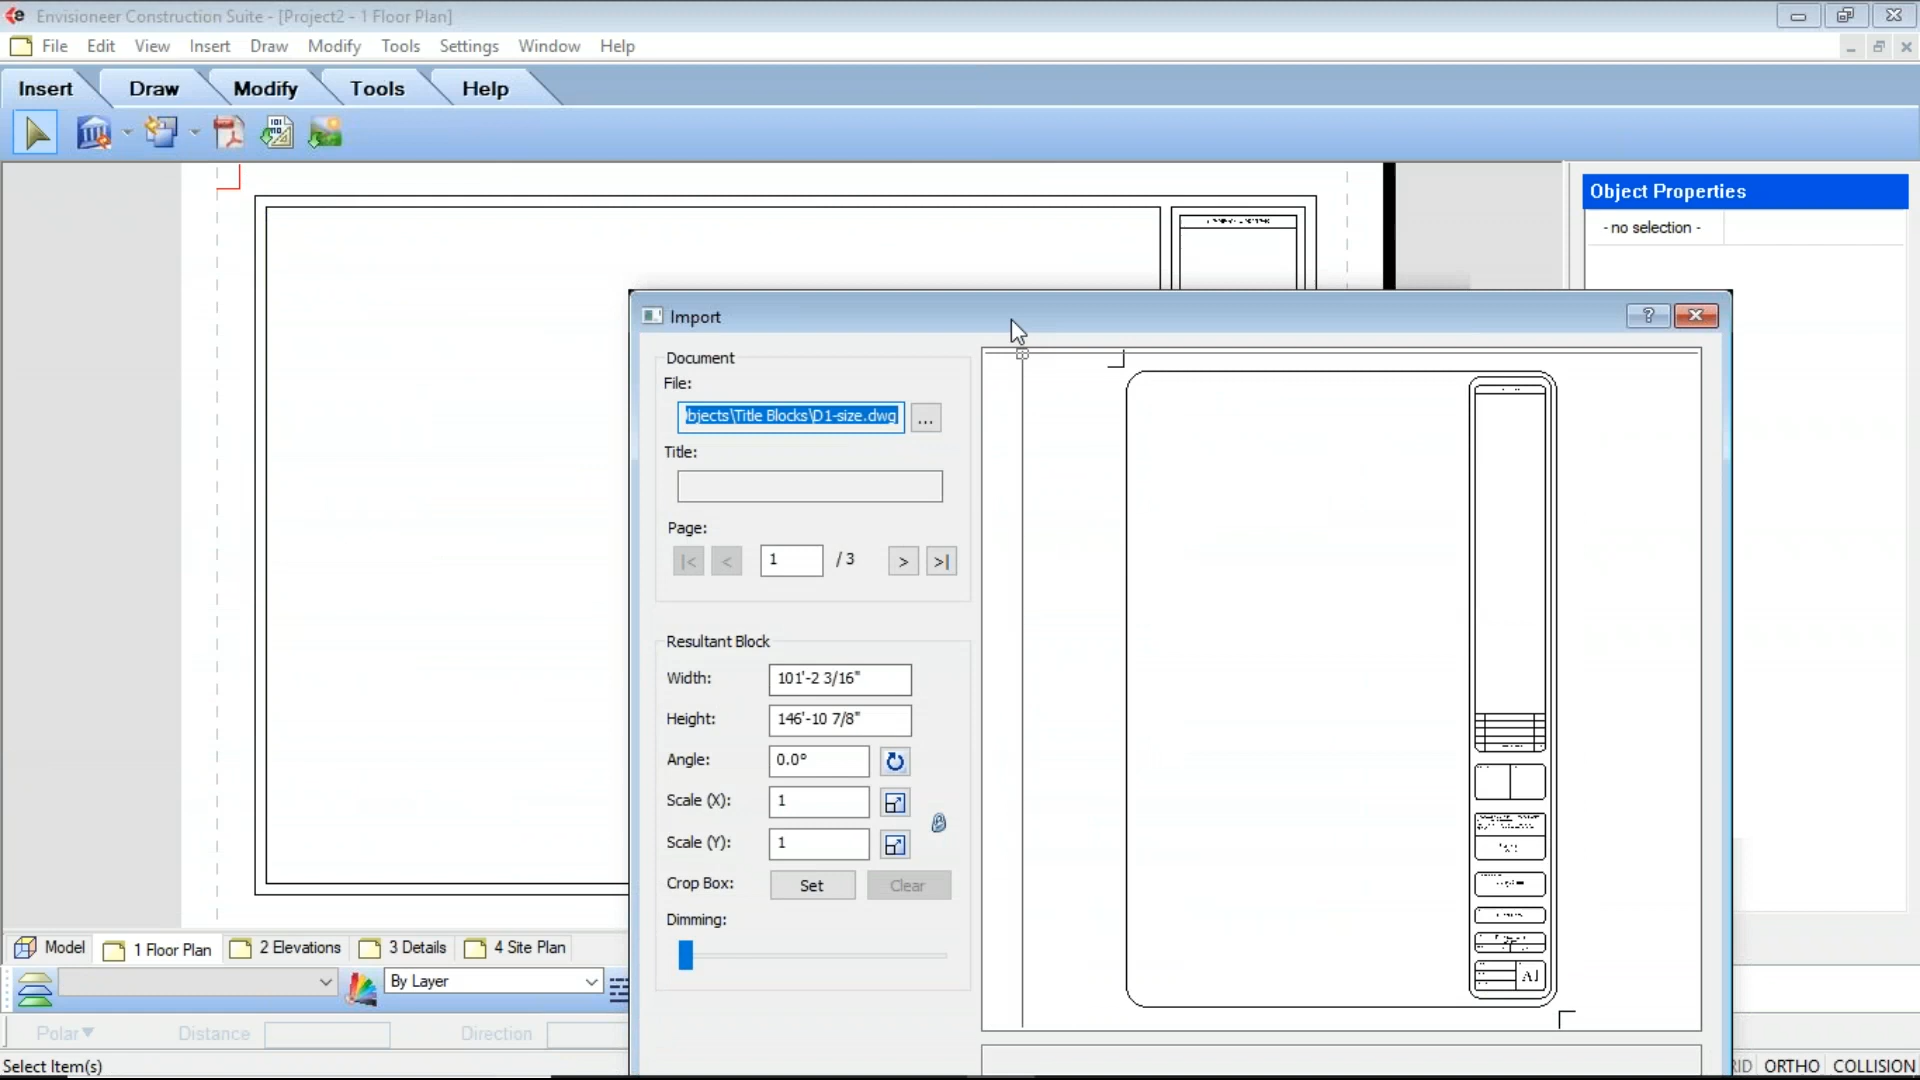 Envisioneer Construction Suite - [Project2 - 1 Floor Plan]
File Edit View Insert Draw Modify Tools Settings Window Help
Insert Draw Modify Tools Help
Object Properties
- no selection -
Import
Document
File:
\Title Blocks\D1-size.dwg ...
Title:
Page:
|< < 1 / 3 > >|
Resultant Block
Width: 101'-2 3/16"
Height: 146'-10 7/8"
Angle: 0.0°
Scale (X): 1
Scale (Y): 1
Crop Box: Set Clear
Dimming:
A1
Model 1 Floor Plan 2 Elevations 3 Details 4 Site Plan
By Layer
Polar Distance Direction
Select Item(s) ORTHO COLLISION